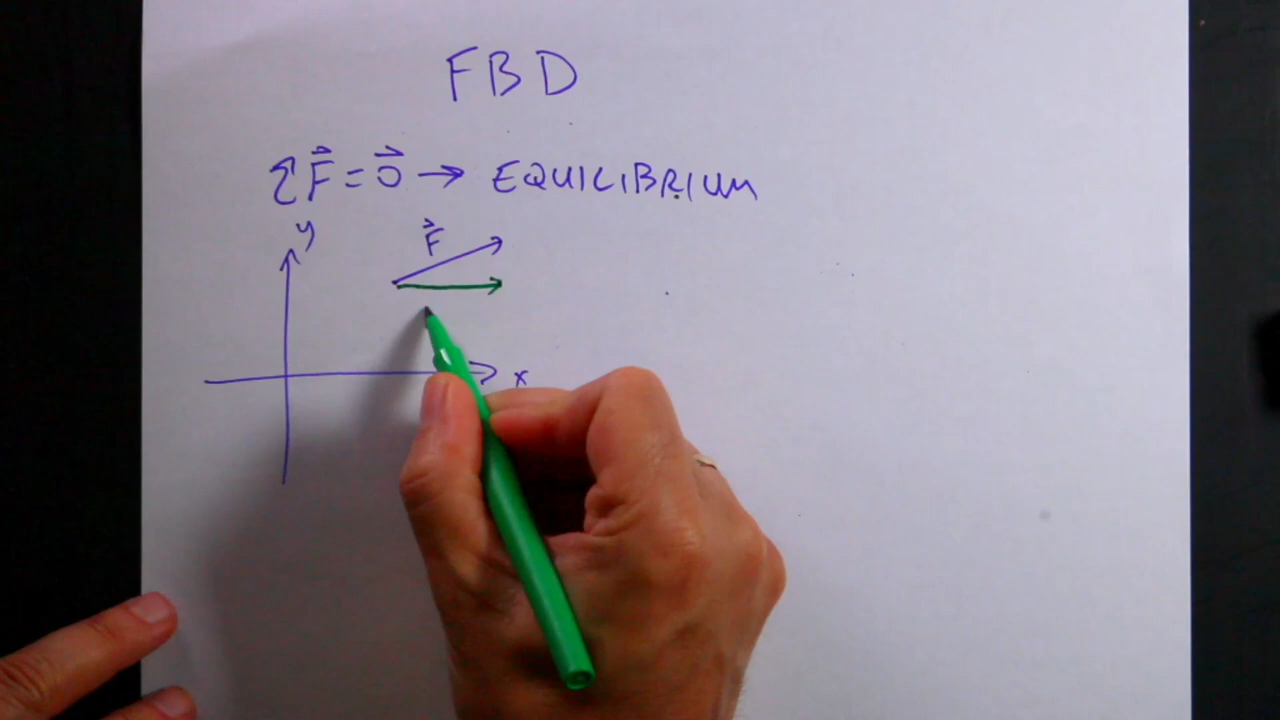 FBD
ΣF⃗ = 0⃗ → EQUILIBRIUM
y
F⃗
x